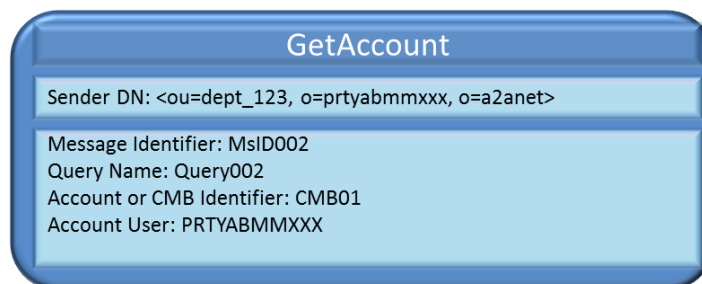 GetAccount
Sender DN: <ou=dept_123, o=prtyabmmxxx, o=a2anet>
Message Identifier: MsID002
Query Name: Query002
Account or CMB Identifier: CMB01
Account User: PRTYABMMXXX